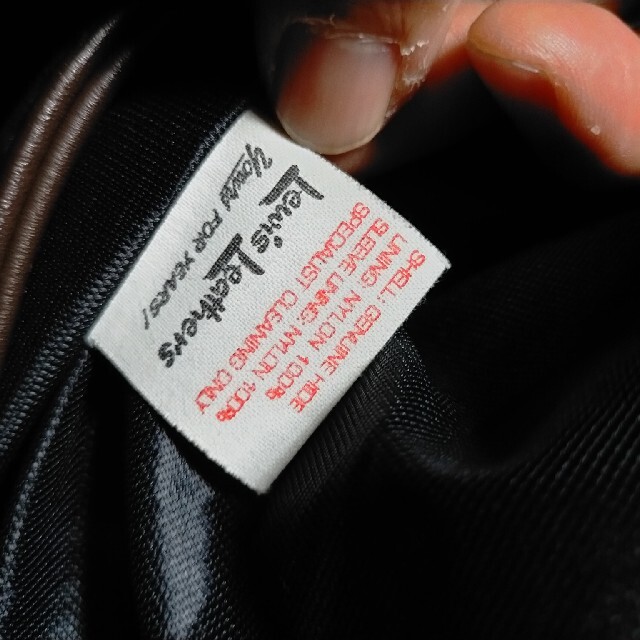 Yours FOR YEARS!
Lewis Leathers
SHELL: GENUINE HIDE
LINING: NYLON 100%
SLEEVE LINING: NYLON 100%
SPECIALIST CLEANING ONLY